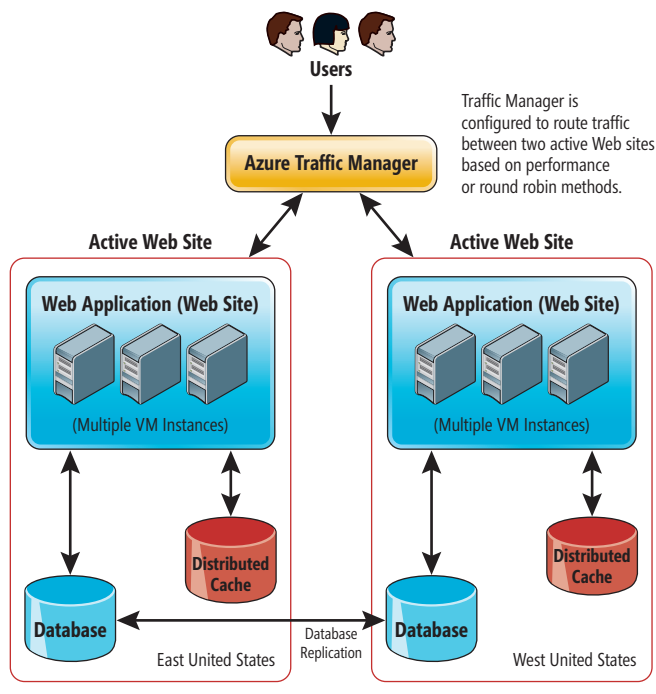 Users
Traffic Manager is
configured to route traffic
between two active Web sites
based on performance
or round robin methods.
Azure Traffic Manager
Active Web Site
Active Web Site
Web Application (Web Site)
(Multiple VM Instances)
Web Application (Web Site)
(Multiple VM Instances)
Distributed
Cache
Distributed
Cache
Database
Database
Replication
Database
East United States
West United States